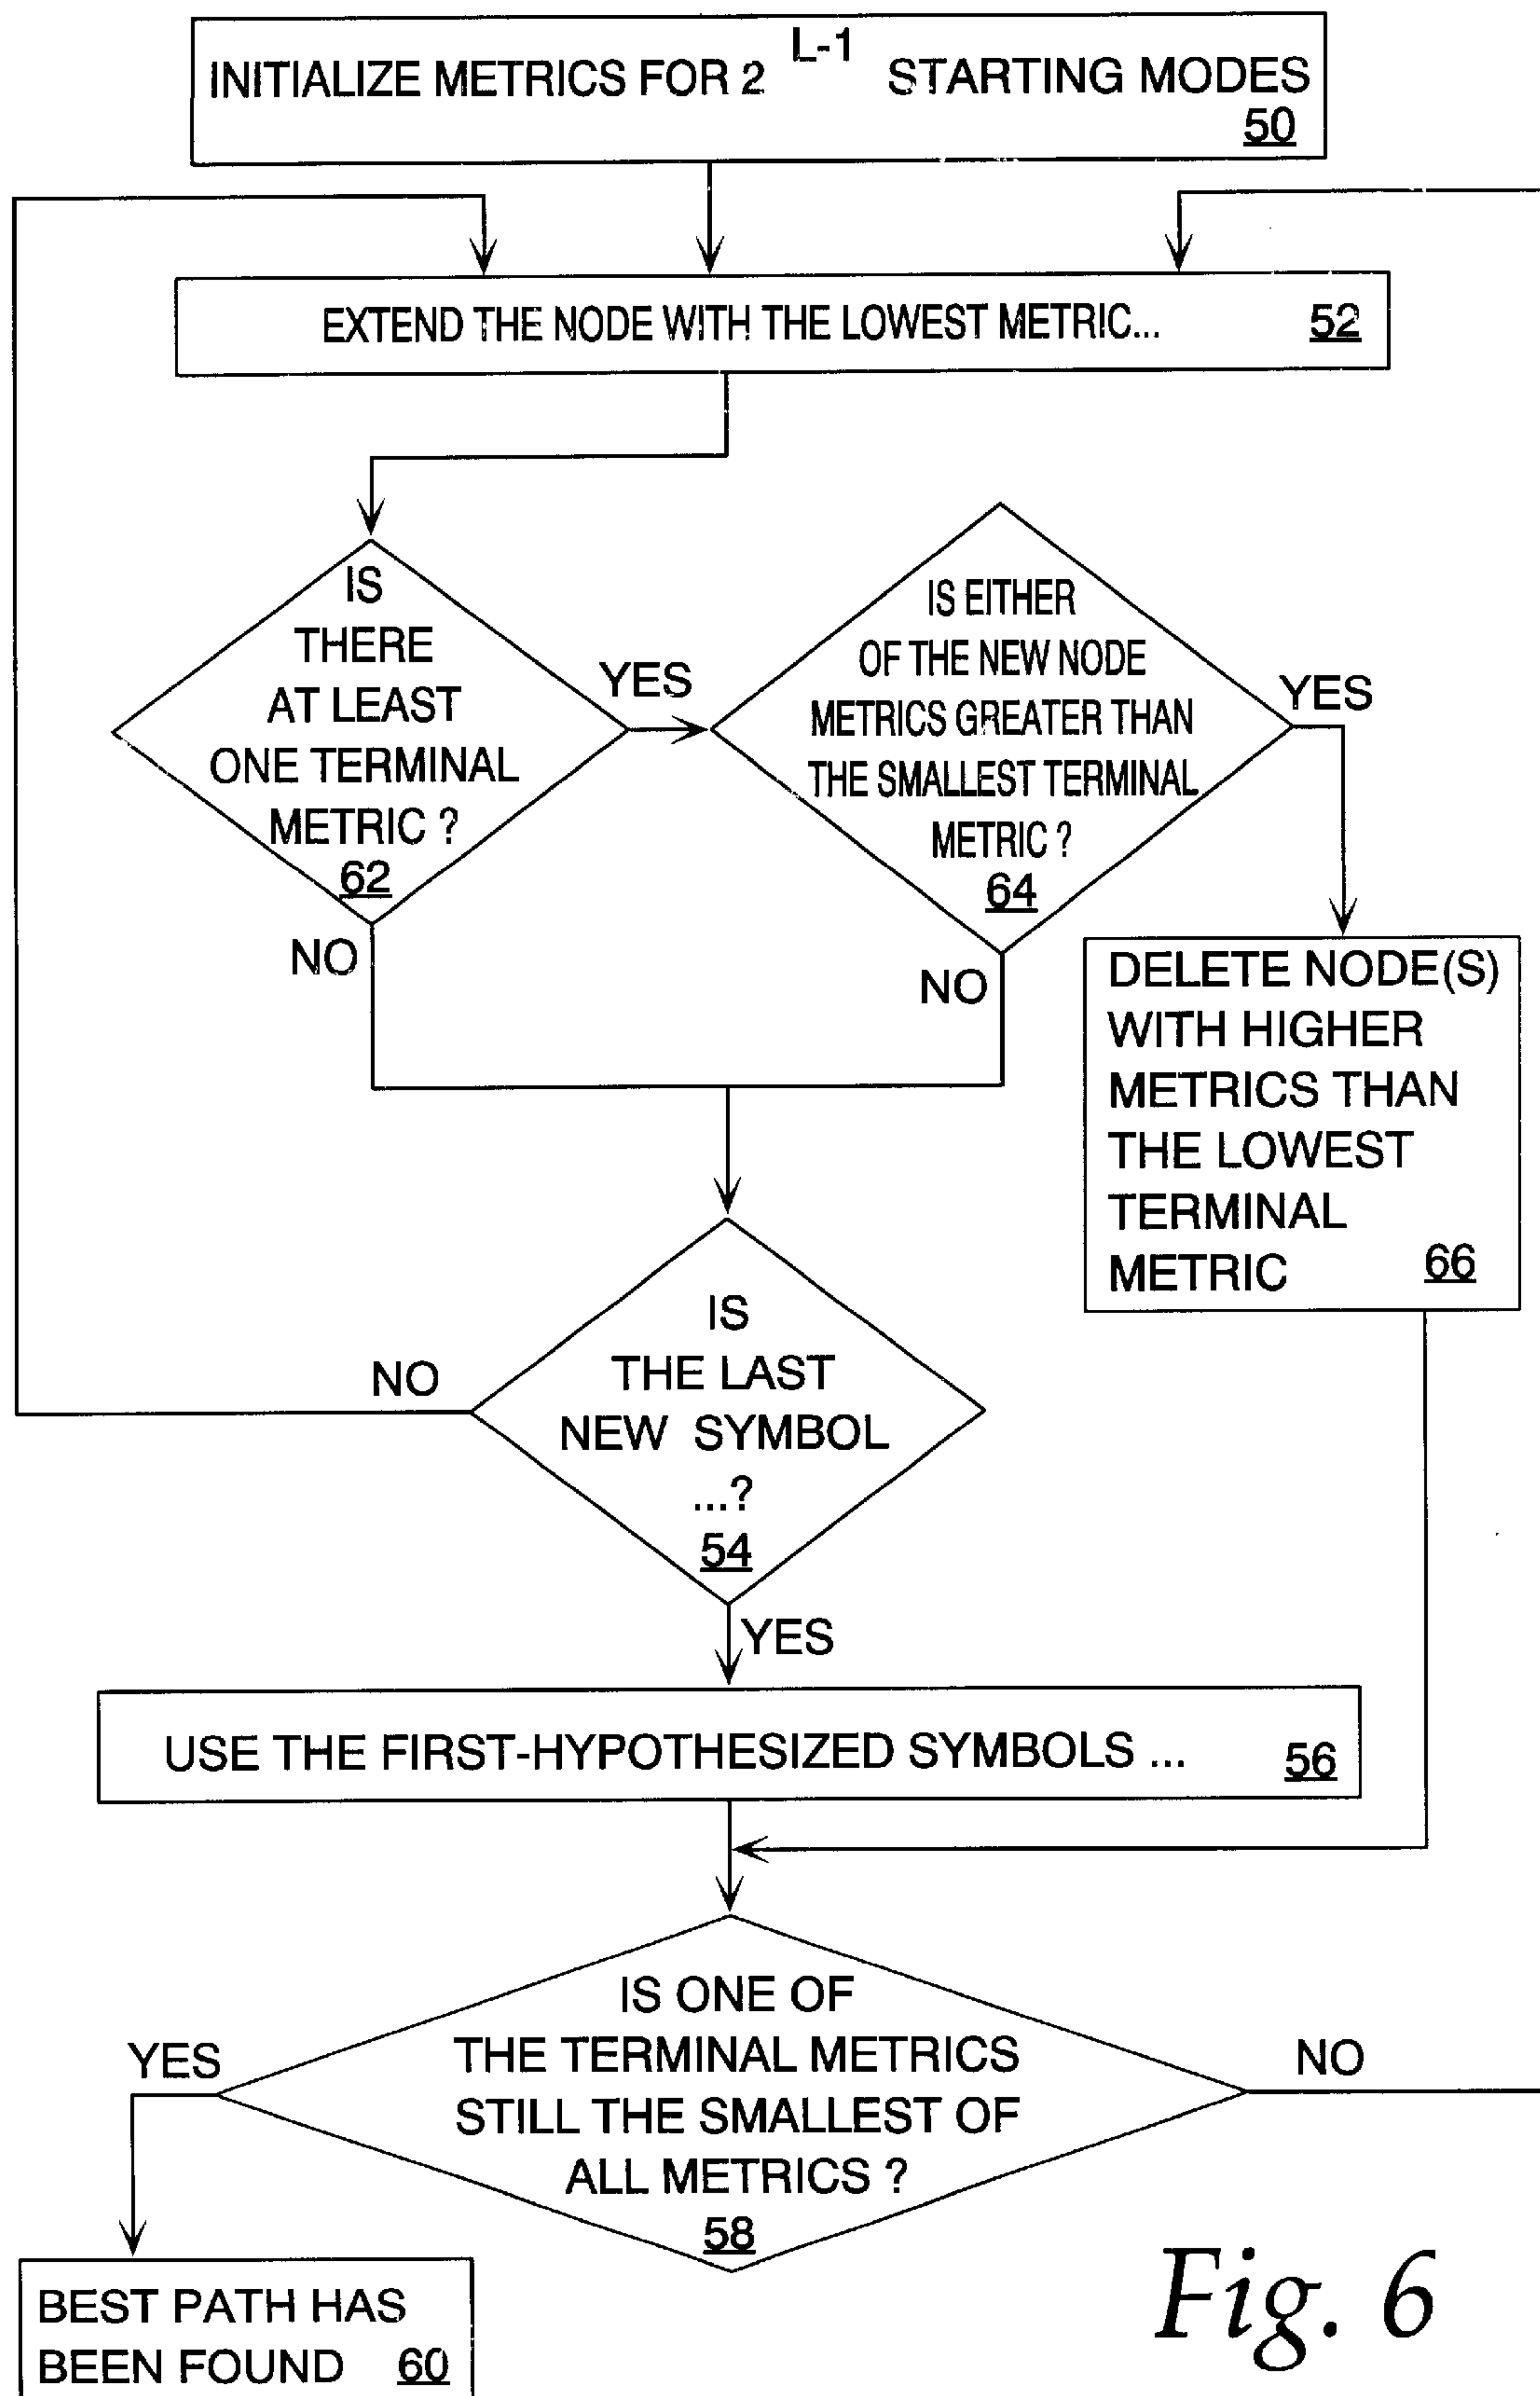 INITIALIZE METRICS FOR 2 L-1 STARTING MODES
50
EXTEND THE NODE WITH THE LOWEST METRIC... 52
IS
THERE
AT LEAST
ONE TERMINAL
METRIC ?
62
YES
NO
IS EITHER
OF THE NEW NODE
METRICS GREATER THAN
THE SMALLEST TERMINAL
METRIC ?
64
YES
NO
DELETE NODE(S)
WITH HIGHER
METRICS THAN
THE LOWEST
TERMINAL
METRIC 66
IS
THE LAST
NEW SYMBOL
...?
54
NO
YES
USE THE FIRST-HYPOTHESIZED SYMBOLS ... 56
IS ONE OF
THE TERMINAL METRICS
STILL THE SMALLEST OF
ALL METRICS ?
58
YES
NO
BEST PATH HAS
BEEN FOUND 60
Fig. 6